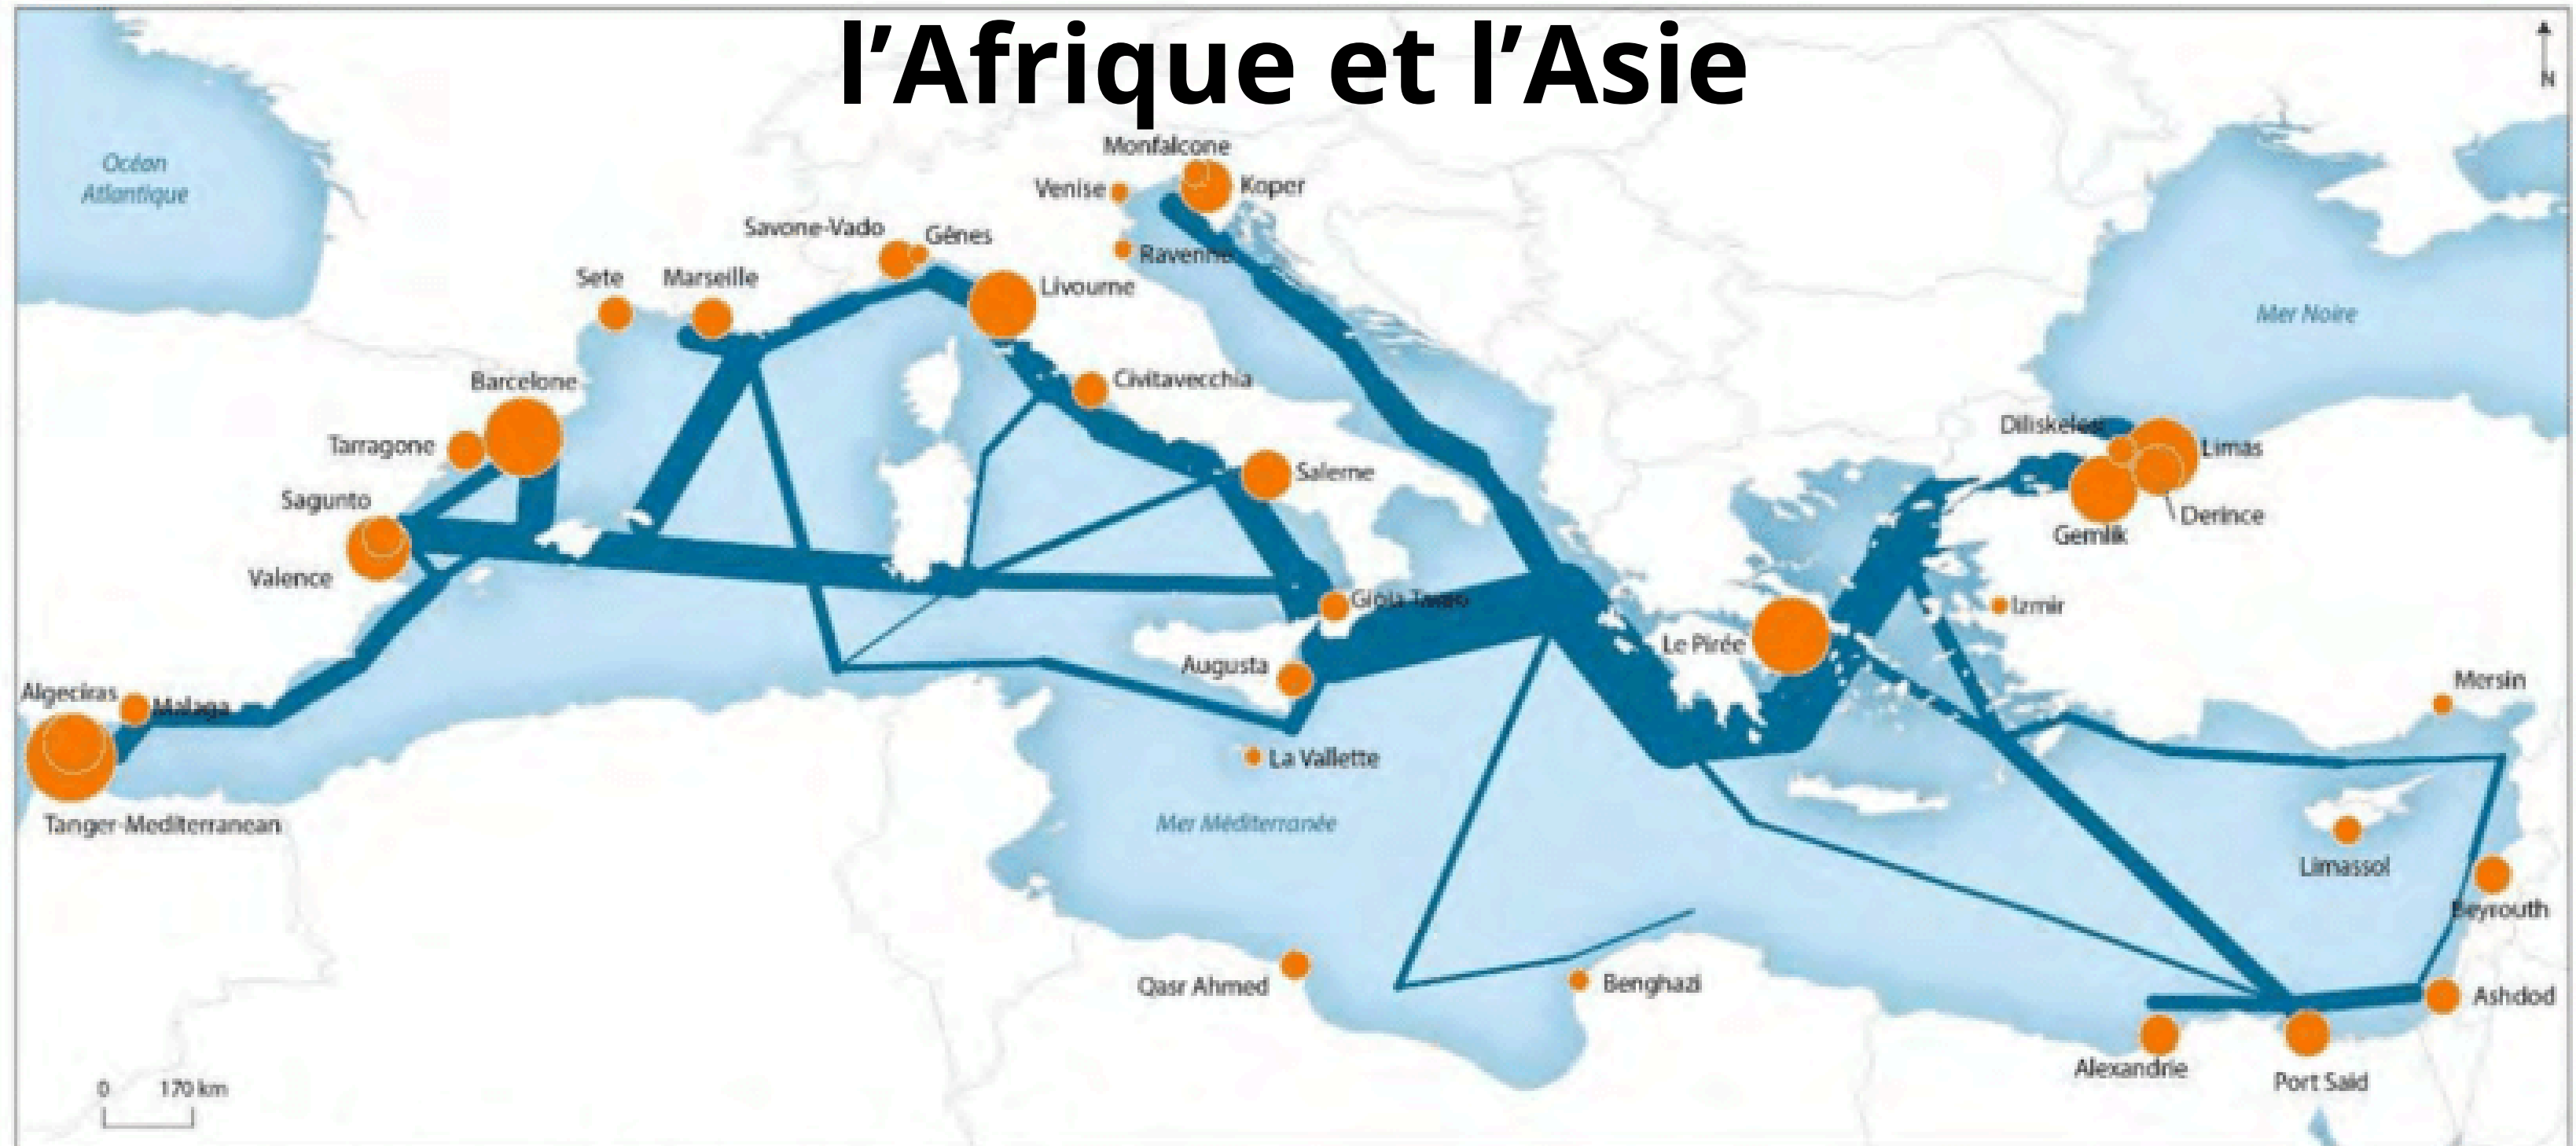 l'Afrique et l'Asie
N
Océan
Atlantique
Monfalcone
Venise
Koper
Savone-Vado
Gênes
Ravenne
Sete
Marseille
Livourne
Mer Noire
Barcelone
Civitavecchia
Tarragone
Diliskelesi
Limas
Salerne
Sagunto
Derince
Gemlik
Valence
Gioia Tauro
Izmir
Le Pirée
Augusta
Algeciras
Malaga
Mersin
La Vallette
Tanger-Mediterranean
Mer Méditerranée
Limassol
Beyrouth
Qasr Ahmed
Benghazi
Ashdod
Alexandrie
Port Saïd
0 170 km